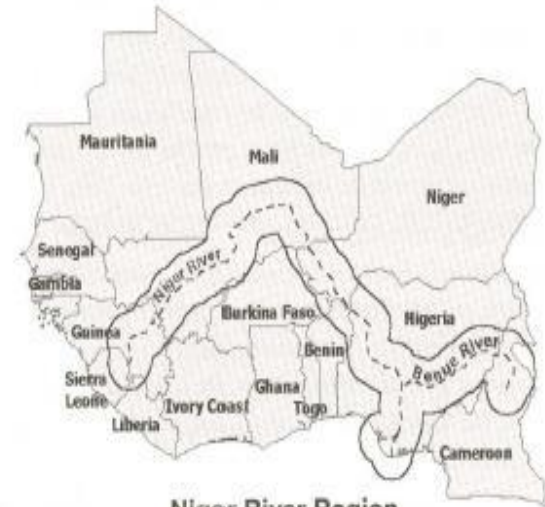 Mauritania
Mali
Niger
Senegal
Gambia
Niger River
Guinea
Burkina Faso
Nigeria
Benin
Benue River
Sierra
Leone
Ghana
Ivory Coast
Togo
Liberia
Cameroon
Niger River Region